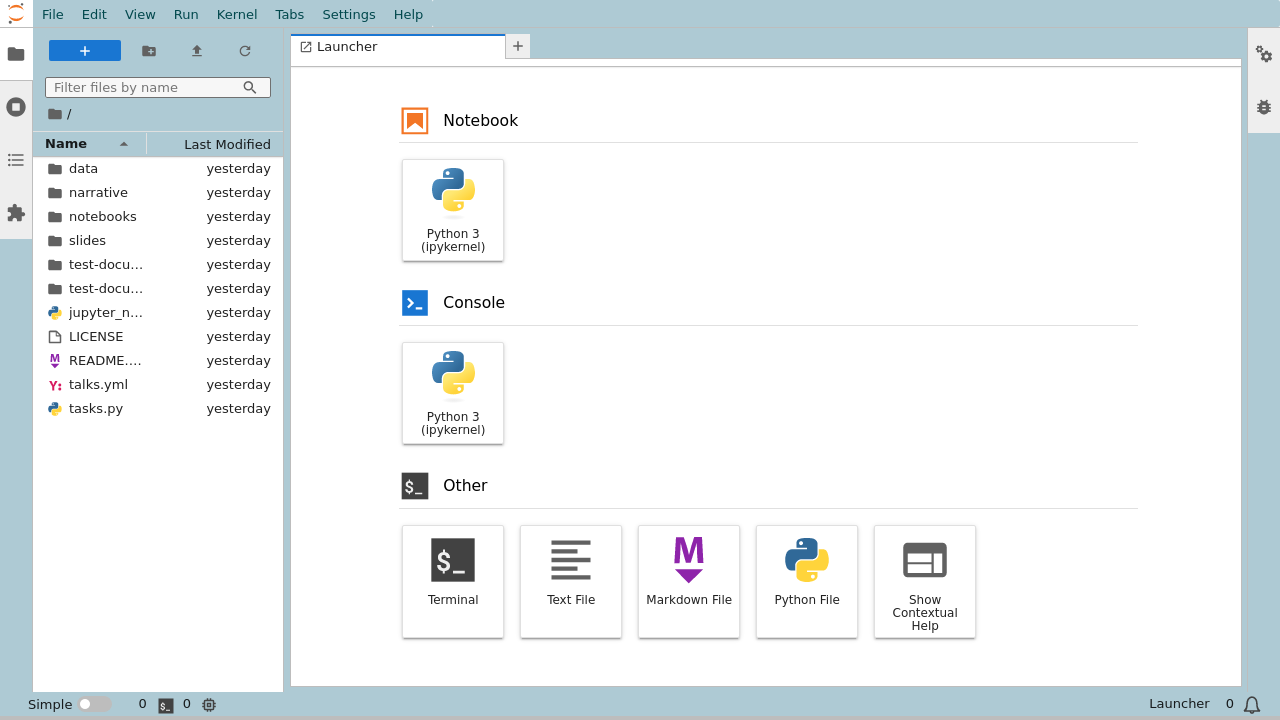 File Edit View Run Kernel Tabs Settings Help
Launcher
Filter files by name
/
Name Last Modified
data yesterday
narrative yesterday
notebooks yesterday
slides yesterday
test-docu... yesterday
test-docu... yesterday
jupyter_n... yesterday
LICENSE yesterday
README.... yesterday
talks.yml yesterday
tasks.py yesterday
Notebook
Python 3
(ipykernel)
Console
Python 3
(ipykernel)
$_ Other
$_
Terminal
Text File
M
Markdown File
Python File
Show
Contextual
Help
Simple 0 $_ 0 Launcher 0